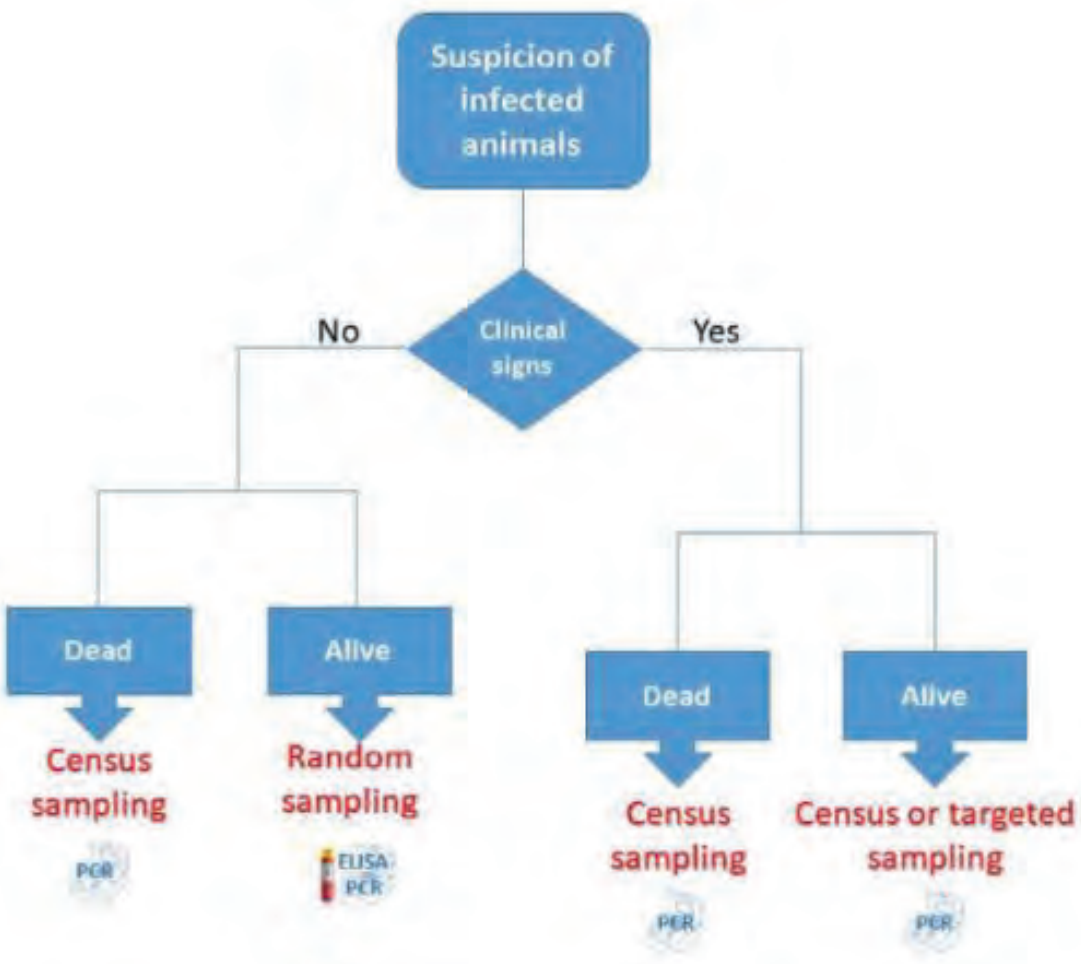 Suspicion of
infected
animals
Clinical
signs
No
Yes
Dead
Census
sampling
PCR
Alive
Random
sampling
ELISA
PCR
Dead
Census
sampling
PCR
Alive
Census or targeted
sampling
PCR